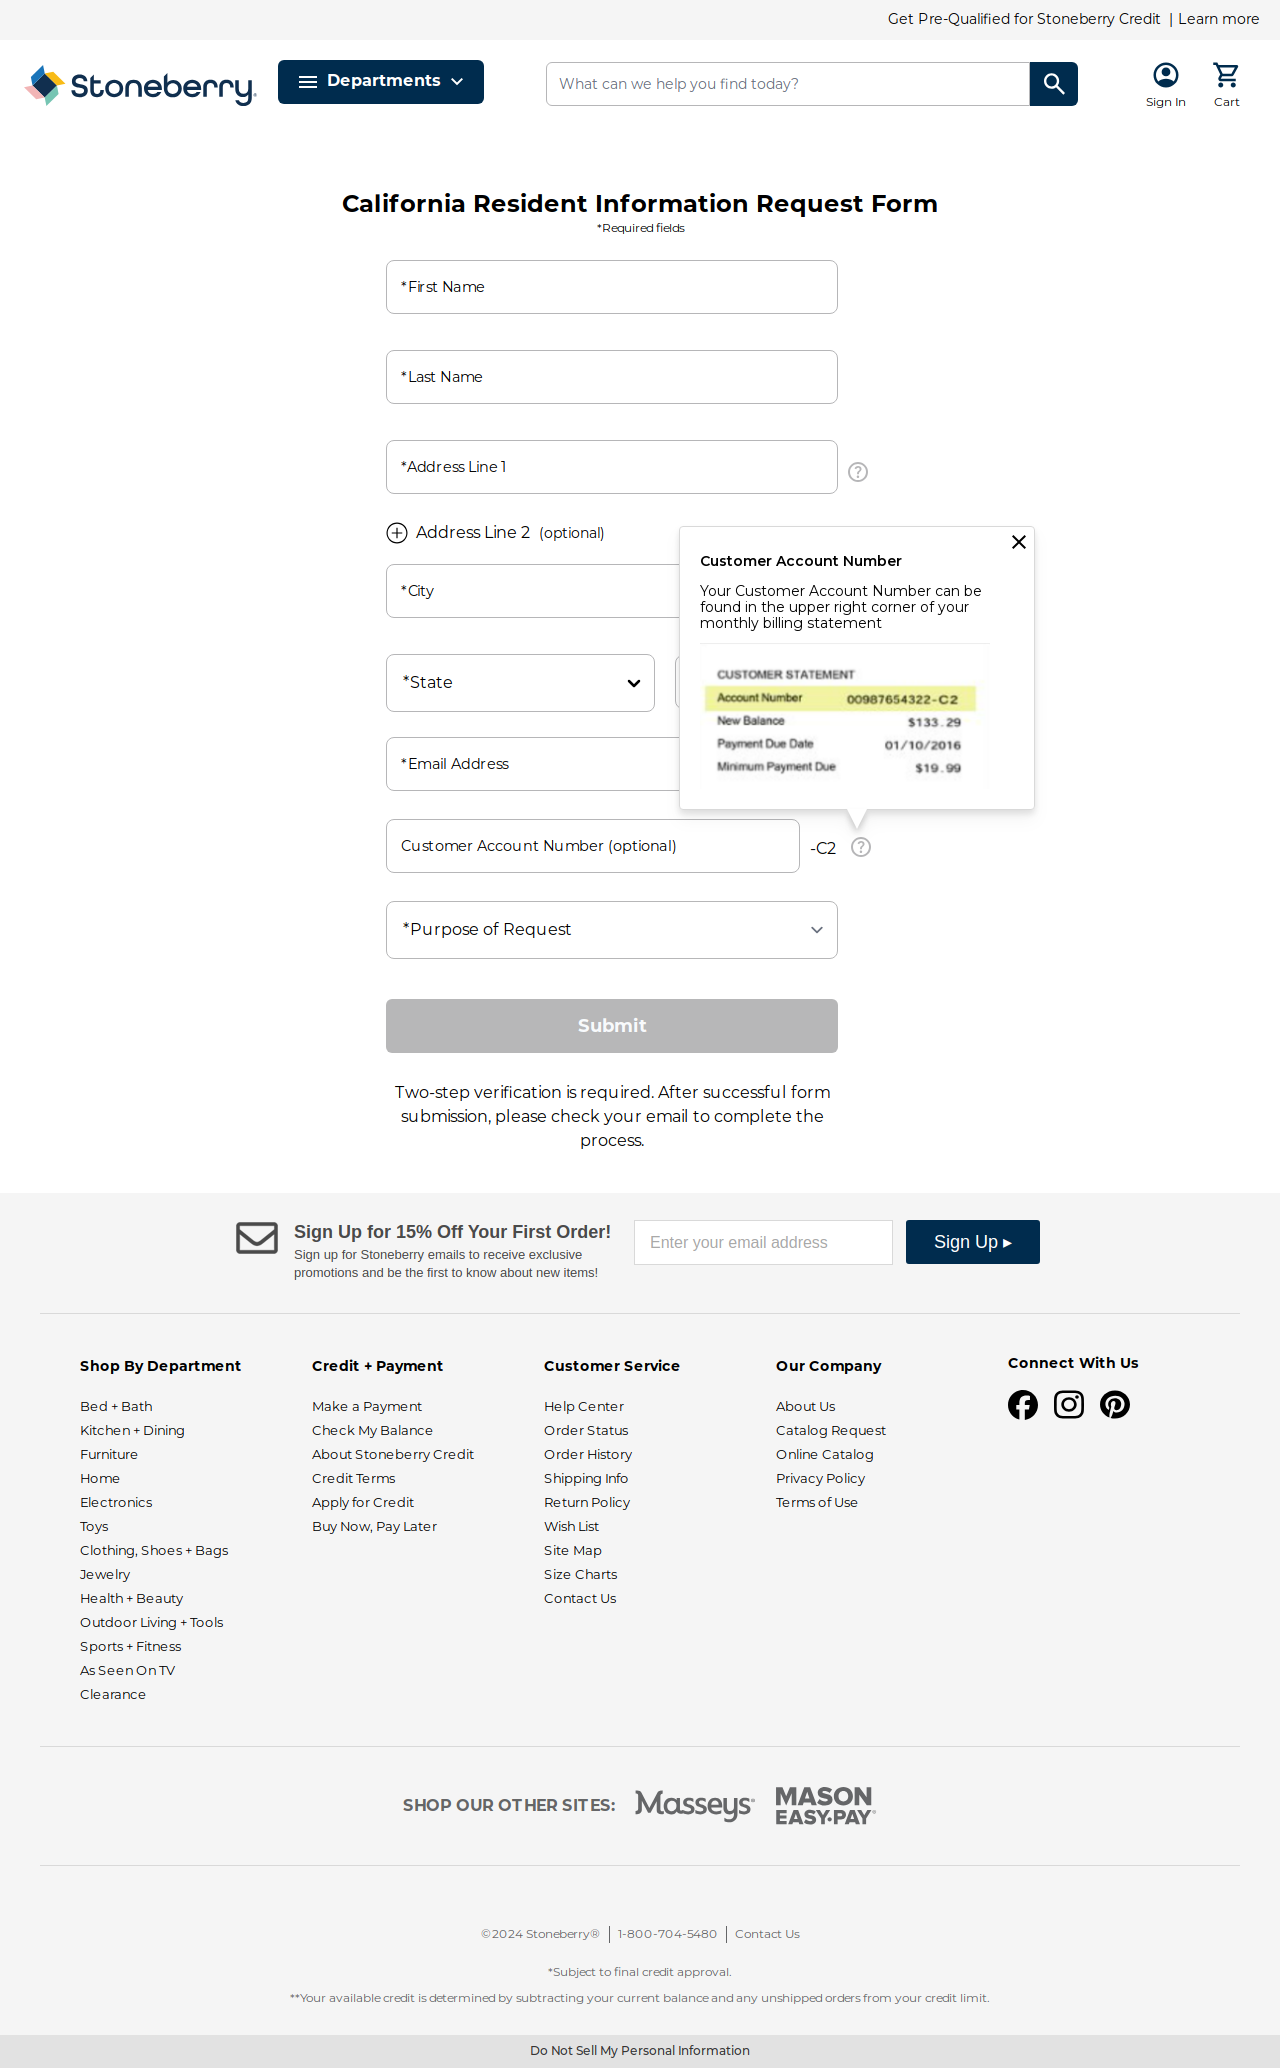 Get Pre-Qualified for Stoneberry Credit | Learn more
Stoneberry®
Departments
What can we help you find today?
Sign In
Cart
California Resident Information Request Form
*Required fields
*First Name
*Last Name
*Address Line 1
Address Line 2 (optional)
*City
*State
*Email Address
Customer Account Number
Your Customer Account Number can be
found in the upper right corner of your
monthly billing statement
CUSTOMER STATEMENT
Account Number 00987654322-C2
New Balance $133.29
Payment Due Date 01/10/2016
Minimum Payment Due $19.99
Customer Account Number (optional)
-C2
*Purpose of Request
Submit
Two-step verification is required. After successful form
submission, please check your email to complete the
process.
Sign Up for 15% Off Your First Order!
Sign up for Stoneberry emails to receive exclusive
promotions and be the first to know about new items!
Enter your email address
Sign Up ▸
Shop By Department
Bed + Bath
Kitchen + Dining
Furniture
Home
Electronics
Toys
Clothing, Shoes + Bags
Jewelry
Health + Beauty
Outdoor Living + Tools
Sports + Fitness
As Seen On TV
Clearance
Credit + Payment
Make a Payment
Check My Balance
About Stoneberry Credit
Credit Terms
Apply for Credit
Buy Now, Pay Later
Customer Service
Help Center
Order Status
Order History
Shipping Info
Return Policy
Wish List
Site Map
Size Charts
Contact Us
Our Company
About Us
Catalog Request
Online Catalog
Privacy Policy
Terms of Use
Connect With Us
SHOP OUR OTHER SITES:
Masseys®
MASON
EASY·PAY®
©2024 Stoneberry® | 1-800-704-5480 | Contact Us
*Subject to final credit approval.
**Your available credit is determined by subtracting your current balance and any unshipped orders from your credit limit.
Do Not Sell My Personal Information